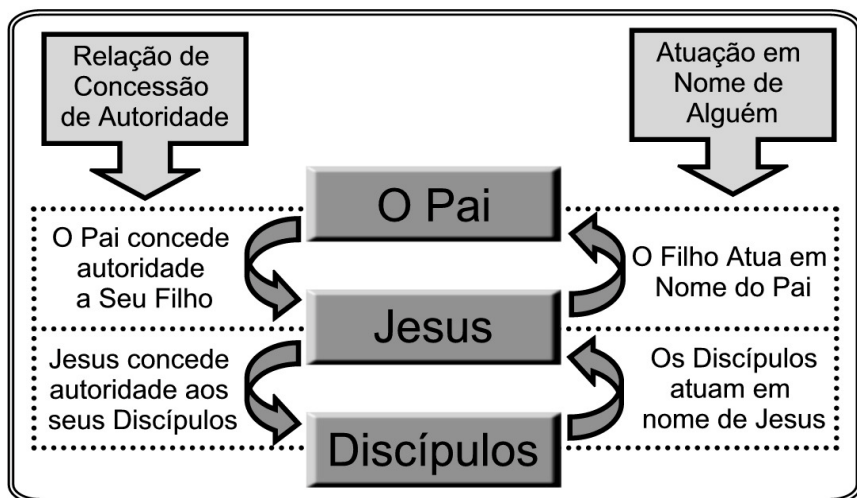 Relação de
Concessão
de Autoridade
Atuação em
Nome de
Alguém
O Pai
O Pai concede
autoridade
a Seu Filho
O Filho Atua em
Nome do Pai
Jesus
Jesus concede
autoridade aos
seus Discípulos
Os Discípulos
atuam em
nome de Jesus
Discípulos